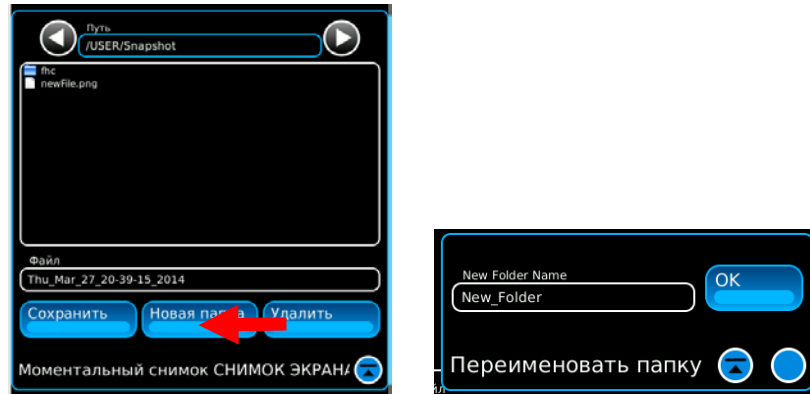 Путь
/USER/Snapshot
fhc
newFile.png
Файл
Thu_Mar_27_20-39-15_2014
Сохранить
Новая папка
Удалить
Моментальный снимок СНИМОК ЭКРАНА
New Folder Name
New_Folder
OK
Переименовать папку